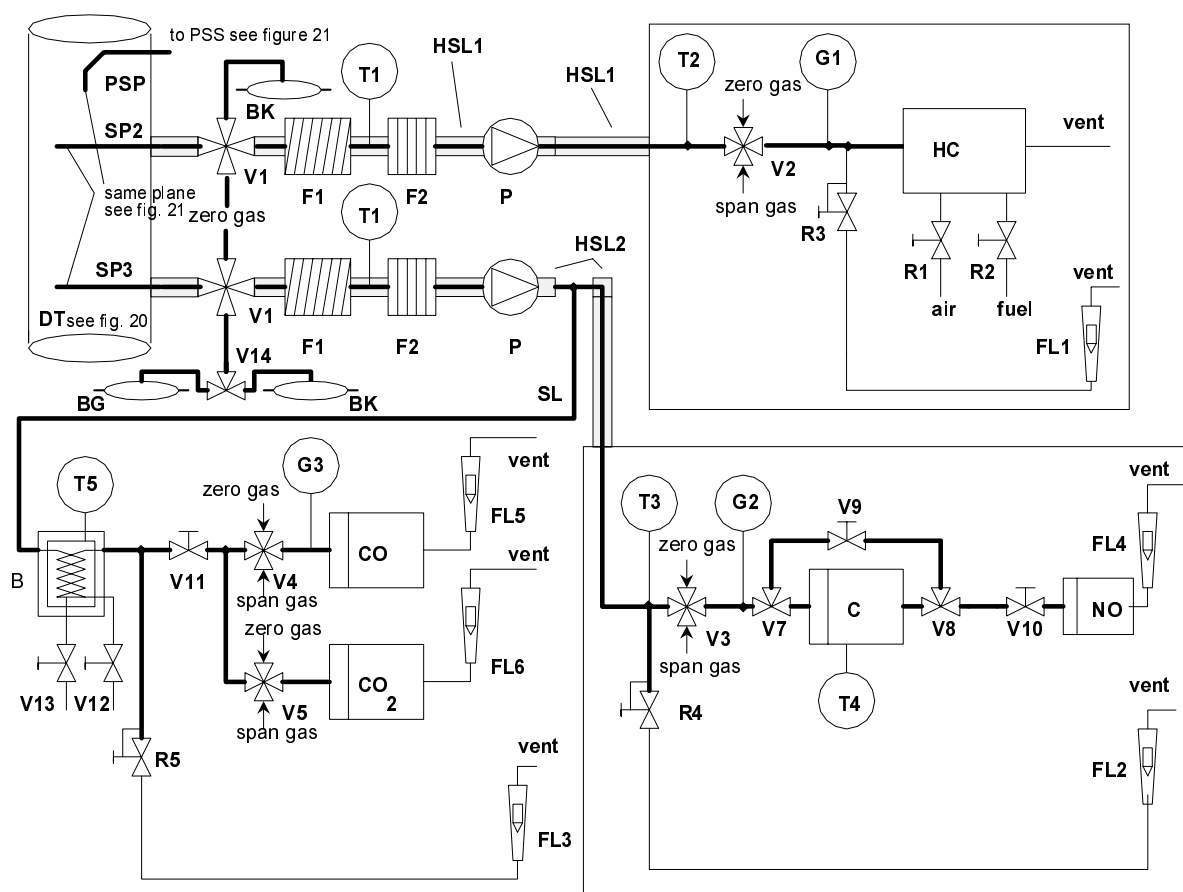 to PSS see figure 21
PSP
BK
T1
HSL1
HSL1
T2
zero gas
G1
vent
SP2
V1
F1
F2
P
V2
span gas
HC
same plane
see fig. 21
zero gas
T1
R3
R1
R2
air
fuel
HSL2
vent
SP3
DT see fig. 20
V1
F1
F2
P
FL1
V14
BG
BK
SL
T5
zero gas
G3
vent
FL5
B
V11
V4
CO
span gas
vent
zero gas
V13
V12
V5
CO2
FL6
span gas
R5
vent
FL3
T3
G2
V9
vent
zero gas
FL4
V3
V7
C
V8
V10
NO
span gas
R4
T4
vent
FL2